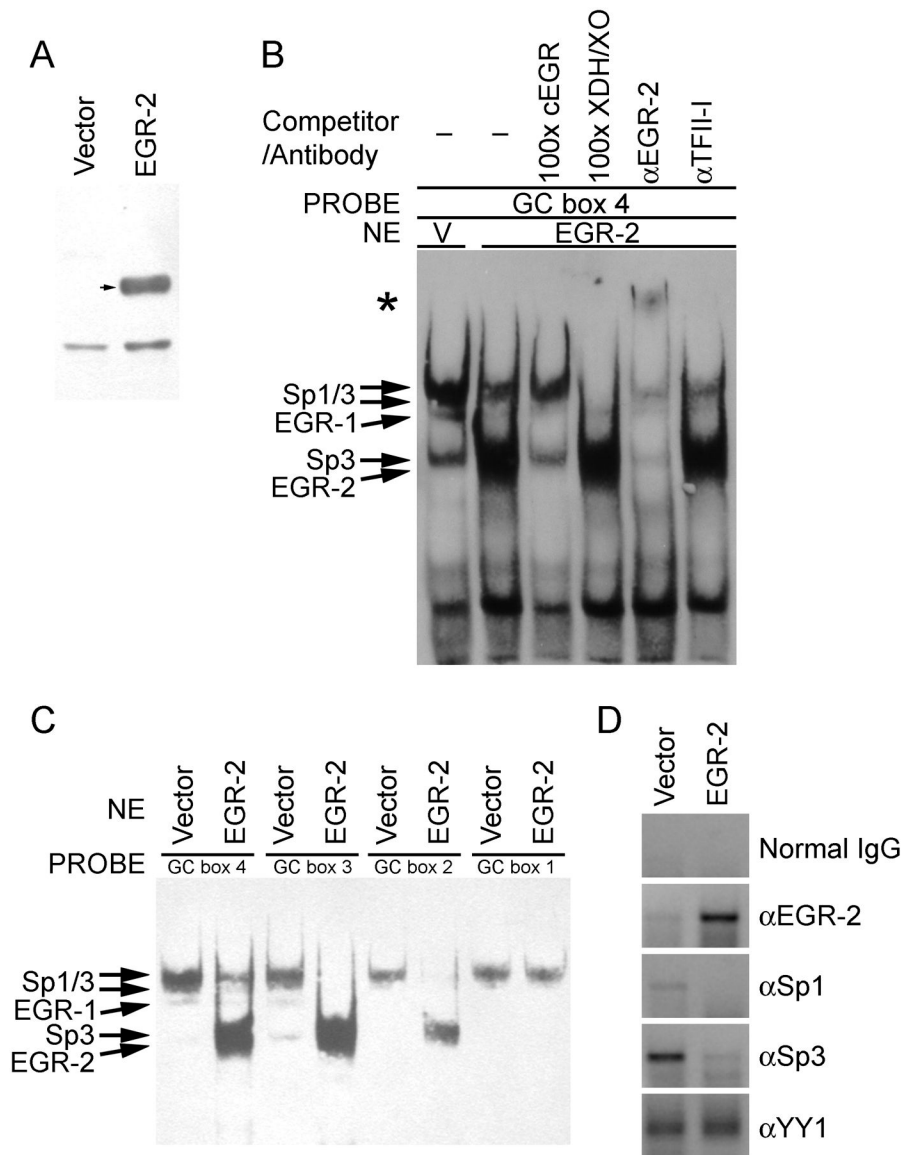 A
Vector
EGR-2
B
Competitor
/Antibody
–
–
100x cEGR
100x XDH/XO
αEGR-2
αTFII-I
PROBE
GC box 4
NE
V
EGR-2
*
Sp1/3
EGR-1
Sp3
EGR-2
C
NE
Vector
EGR-2
Vector
EGR-2
Vector
EGR-2
Vector
EGR-2
PROBE
GC box 4
GC box 3
GC box 2
GC box 1
Sp1/3
EGR-1
Sp3
EGR-2
D
Vector
EGR-2
Normal IgG
αEGR-2
αSp1
αSp3
αYY1